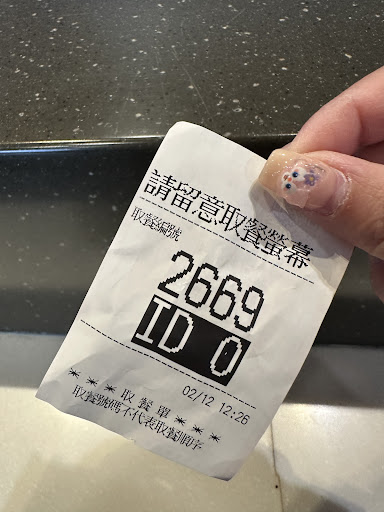 請留意取餐螢幕
取餐編號
2669
ID 0
02/12 12:26
***取餐單***
取餐號碼不代表取餐順序